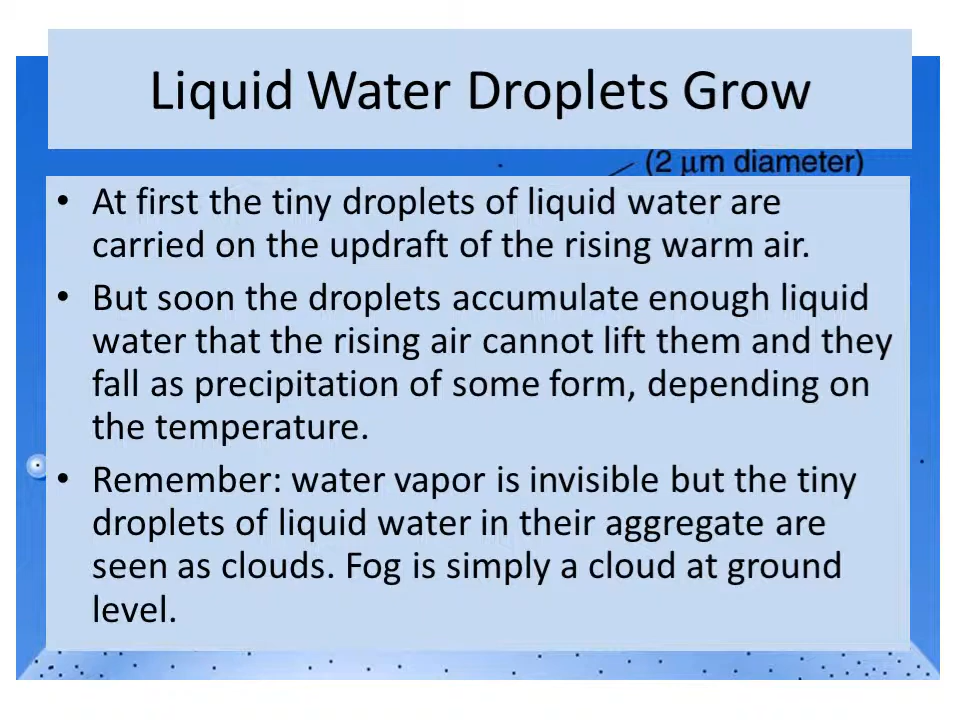 Liquid Water Droplets Grow
(2 μm diameter)
• At first the tiny droplets of liquid water are
carried on the updraft of the rising warm air.
• But soon the droplets accumulate enough liquid
water that the rising air cannot lift them and they
fall as precipitation of some form, depending on
the temperature.
• Remember: water vapor is invisible but the tiny
droplets of liquid water in their aggregate are
seen as clouds. Fog is simply a cloud at ground
level.